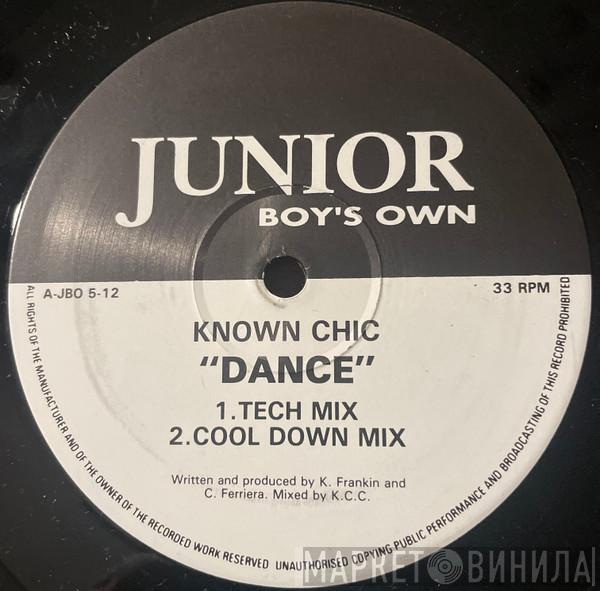 JUNIOR
BOY'S OWN
A-JBO 5-12
33 RPM
KNOWN CHIC
"DANCE"
1.TECH MIX
2.COOL DOWN MIX
Written and produced by K. Frankin and
C. Ferriera. Mixed by K.C.C.
ALL RIGHTS OF THE MANUFACTURER AND OF THE OWNER OF THE RECORDED WORK RESERVED UNAUTHORISED COPYING PUBLIC PERFORMANCE AND BROADCASTING OF THIS RECORD PROHIBITED
МАРКЕТ ВИНИЛА